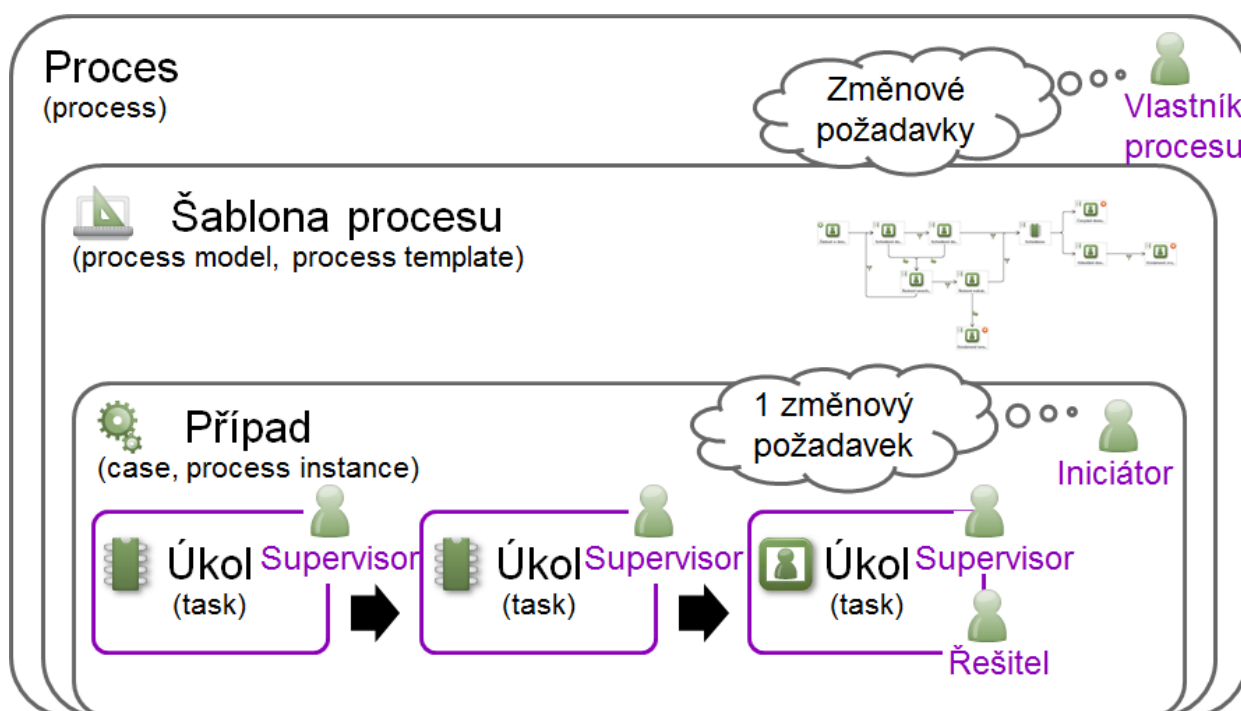 Proces
(process)
Změnové
požadavky
Vlastník
procesu
Šablona procesu
(process model, process template)
Případ
(case, process instance)
1 změnový
požadavek
Iniciátor
Úkol
(task)
Supervisor
Úkol
(task)
Supervisor
Úkol
(task)
Supervisor
Řešitel